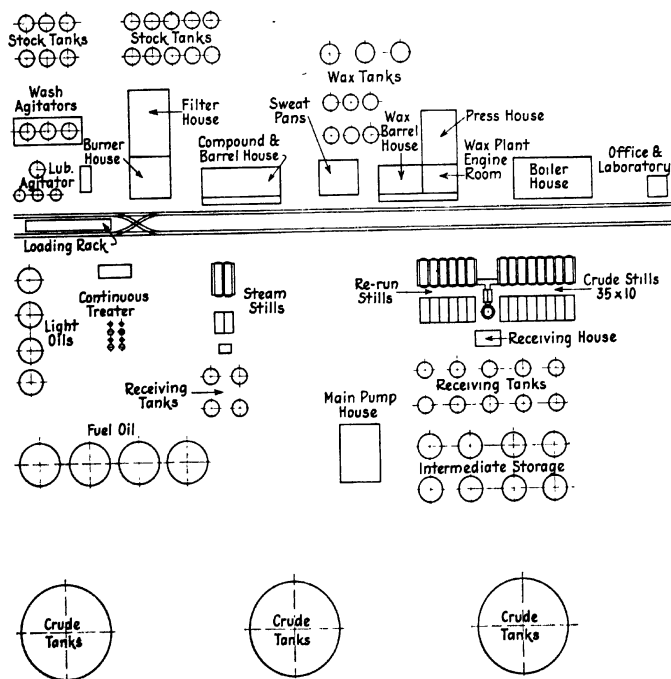 Stock Tanks
Stock Tanks
Wax Tanks
Wash
Agitators
Filter
House
Sweat
Pans
Wax
Barrel
House
Press House
Burner
House
Compound &
Barrel House
Wax Plant
Engine
Room
Office &
Laboratory
Lub.
Agitator
Boiler
House
Loading Rack
Continuous
Treater
Steam
Stills
Re-run
Stills
Crude Stills
35x10
Light
Oils
Receiving House
Receiving
Tanks
Receiving Tanks
Main Pump
House
Fuel Oil
Intermediate Storage
Crude
Tanks
Crude
Tanks
Crude
Tanks